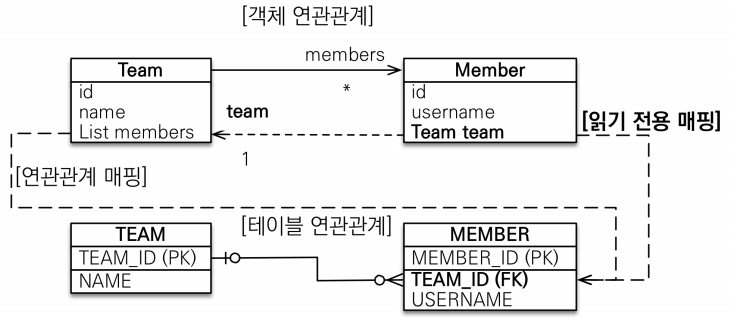 [객체 연관관계]
members
Team
Member
*
id
name
List members
id
username
Team team
team
1
[읽기 전용 매핑]
[연관관계 매핑]
[테이블 연관관계]
TEAM
TEAM_ID (PK)
NAME
MEMBER
MEMBER_ID (PK)
TEAM_ID (FK)
USERNAME